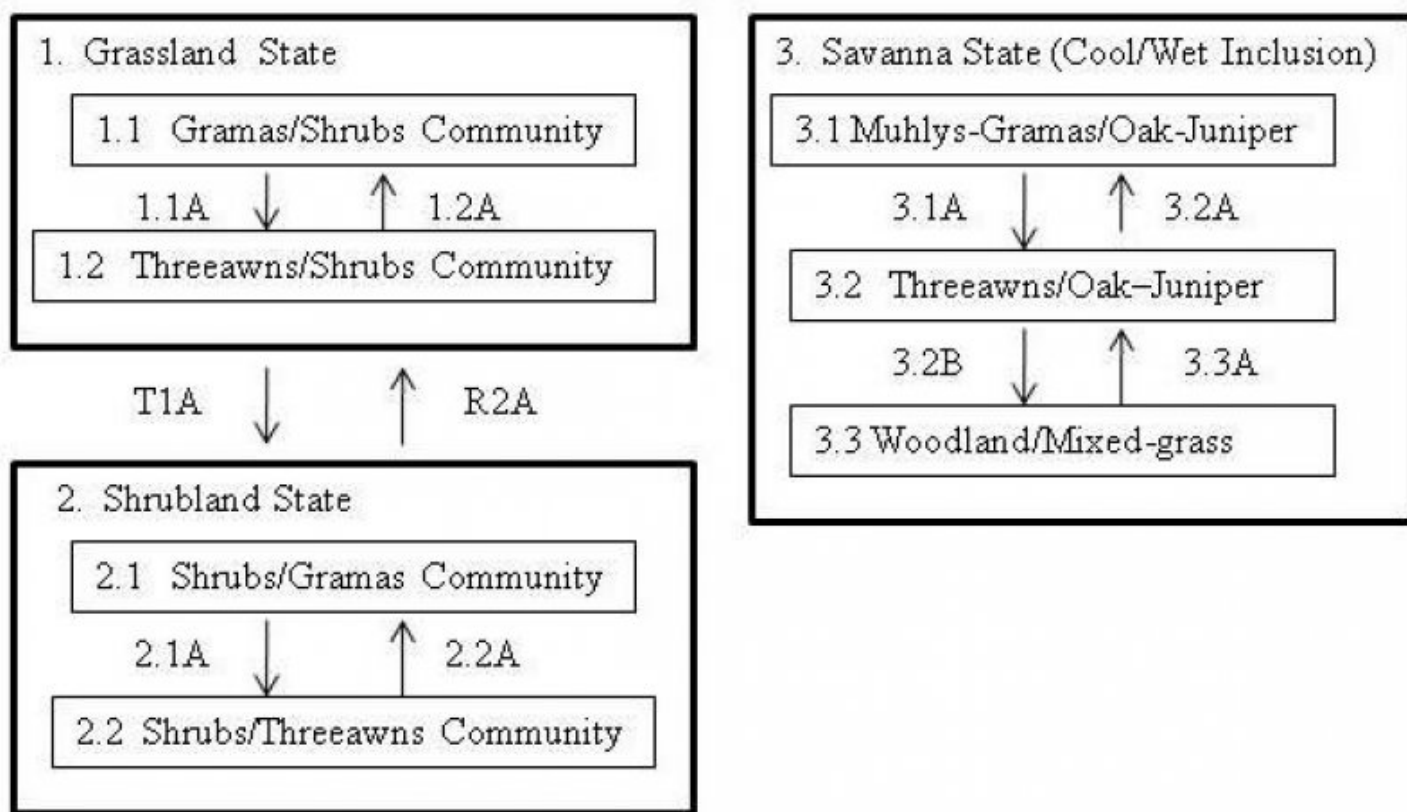 1. Grassland State
1.1 Gramas/Shrubs Community
1.1A
1.2A
1.2 Threeawns/Shrubs Community
T1A
R2A
2. Shrubland State
2.1 Shrubs/Gramas Community
2.1A
2.2A
2.2 Shrubs/Threeawns Community
3. Savanna State (Cool/Wet Inclusion)
3.1 Muhlys-Gramas/Oak-Juniper
3.1A
3.2A
3.2 Threeawns/Oak–Juniper
3.2B
3.3A
3.3 Woodland/Mixed-grass